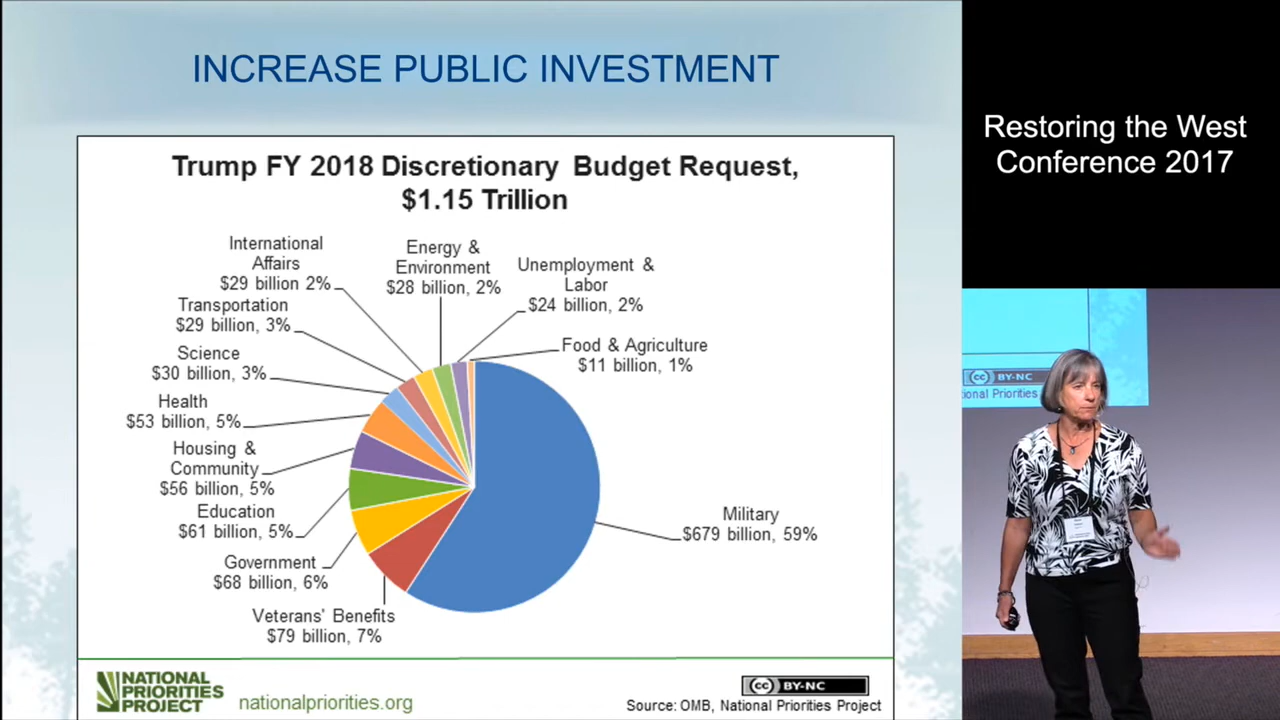 INCREASE PUBLIC INVESTMENT
Trump FY 2018 Discretionary Budget Request,
$1.15 Trillion
International
Affairs
$29 billion 2%
Energy &
Environment
$28 billion, 2%
Unemployment &
Labor
$24 billion, 2%
Transportation
$29 billion, 3%
Food & Agriculture
$11 billion, 1%
Science
$30 billion, 3%
Health
$53 billion, 5%
Housing &
Community
$56 billion, 5%
Education
$61 billion, 5%
Military
$679 billion, 59%
Government
$68 billion, 6%
Veterans' Benefits
$79 billion, 7%
NATIONAL
PRIORITIES
PROJECT
nationalpriorities.org
cc BY-NC
Source: OMB, National Priorities Project
Restoring the West
Conference 2017
cc BY-NC
ional Priorities